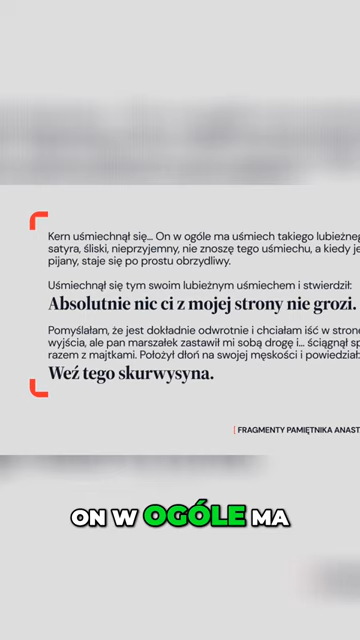 Kern uśmiechnął się... On w ogóle ma uśmiech takiego lubieżneg
satyra, śliski, nieprzyjemny, nie znoszę tego uśmiechu, a kiedy je
pijany, staje się po prostu obrzydliwy.
Uśmiechnął się tym swoim lubieżnym uśmiechem i stwierdził:
Absolutnie nic ci z mojej strony nie grozi.
Pomyślałam, że jest dokładnie odwrotnie i chciałam iść w stronę
wyjścia, ale pan marszałek zastawił mi sobą drogę i... ściągnął sp
razem z majtkami. Położył dłoń na swojej męskości i powiedział:
Weź tego skurwysyna.
[ FRAGMENTY PAMIĘTNIKA ANAST
ON W OGÓLE MA